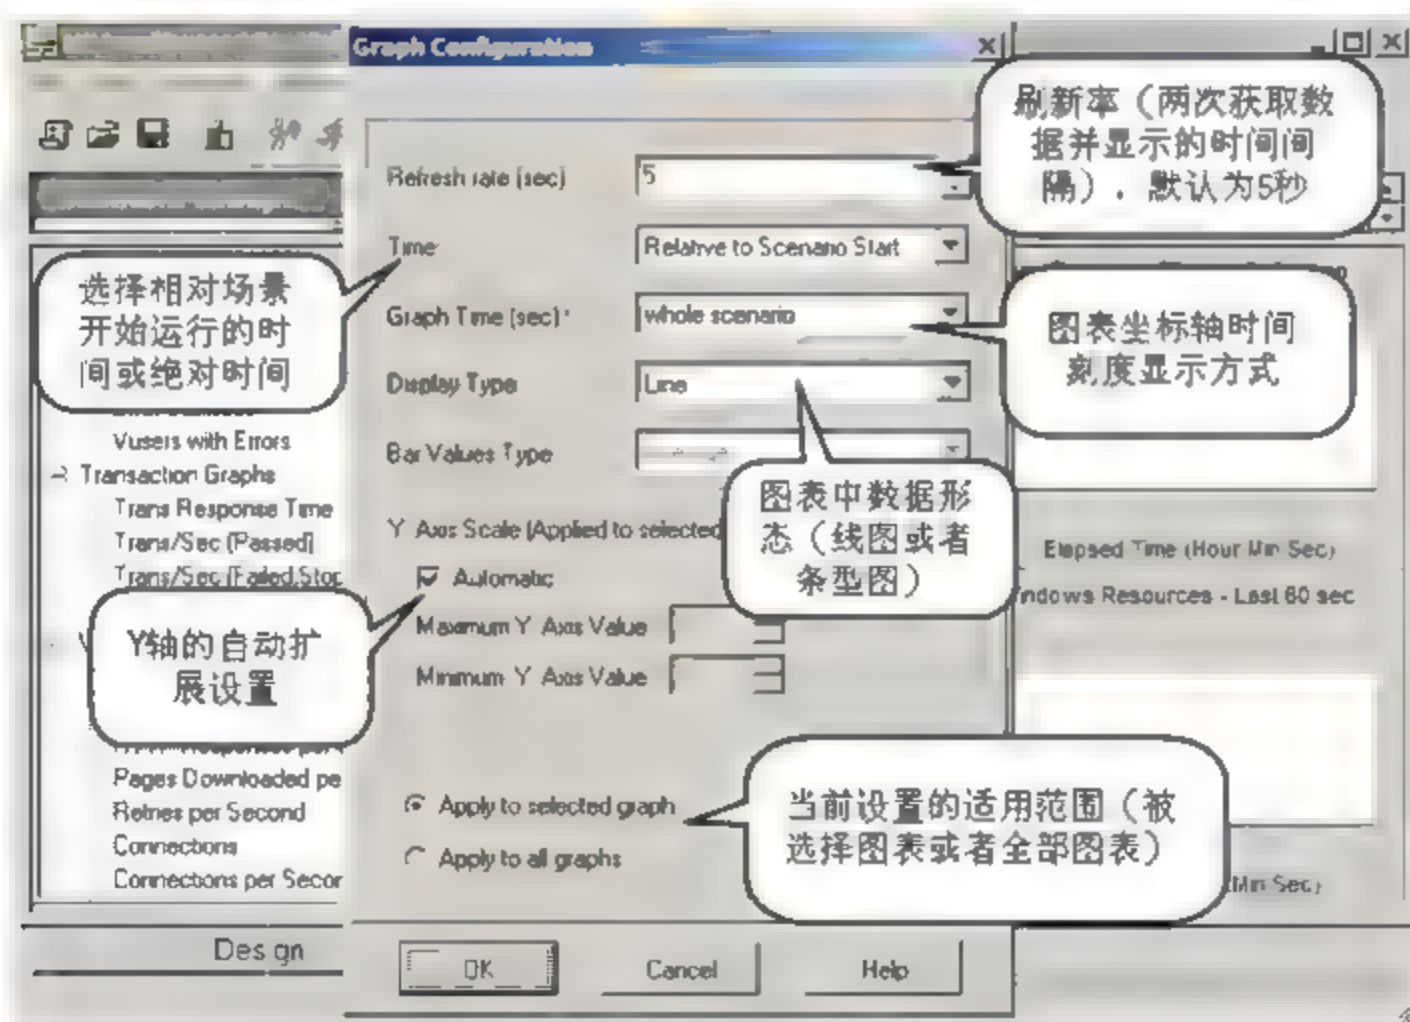 Graph Configuration
刷新率（两次获取数
据并显示的时间间
隔），默认为5秒
Refresh rate (sec)
5
Time:
Relative to Scenario Start
选择相对场景
开始运行的时
间或绝对时间
Graph Time (sec) *
whole scenario
图表坐标轴时间
刻度显示方式
Display Type
Line
Vusers with Errors
Bar Values Type
Transaction Graphs
图表中数据形
态（线图或者
条型图）
Trans Response Time
Trans/Sec (Passed)
Trans/Sec (Failed,Stop
Y Axis Scale (Applied to selected
Elapsed Time (Hour Min Sec)
Automatic
ndows Resources - Last 60 sec
Maximum Y Axis Value
Y轴的自动扩
展设置
Minimum Y Axis Value
Pages Downloaded pe
Retries per Second
Connections
Connections per Secor
Apply to selected graph
Apply to all graphs
当前设置的适用范围（被
选择图表或者全部图表）
Min Sec)
Design
OK
Cancel
Help